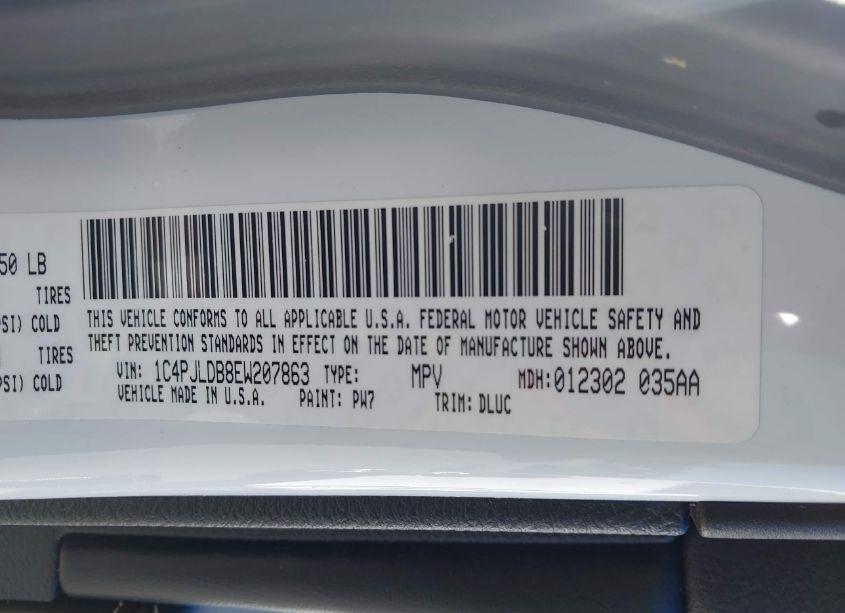 50 LB
TIRES
PSI) COLD
TIRES
PSI) COLD
THIS VEHICLE CONFORMS TO ALL APPLICABLE U.S.A. FEDERAL MOTOR VEHICLE SAFETY AND
THEFT PREVENTION STANDARDS IN EFFECT ON THE DATE OF MANUFACTURE SHOWN ABOVE.
VIN: 1C4PJLDB8EW207863 TYPE: MPV MDH:012302 035AA
VEHICLE MADE IN U.S.A. PAINT: PW7 TRIM: DLUC